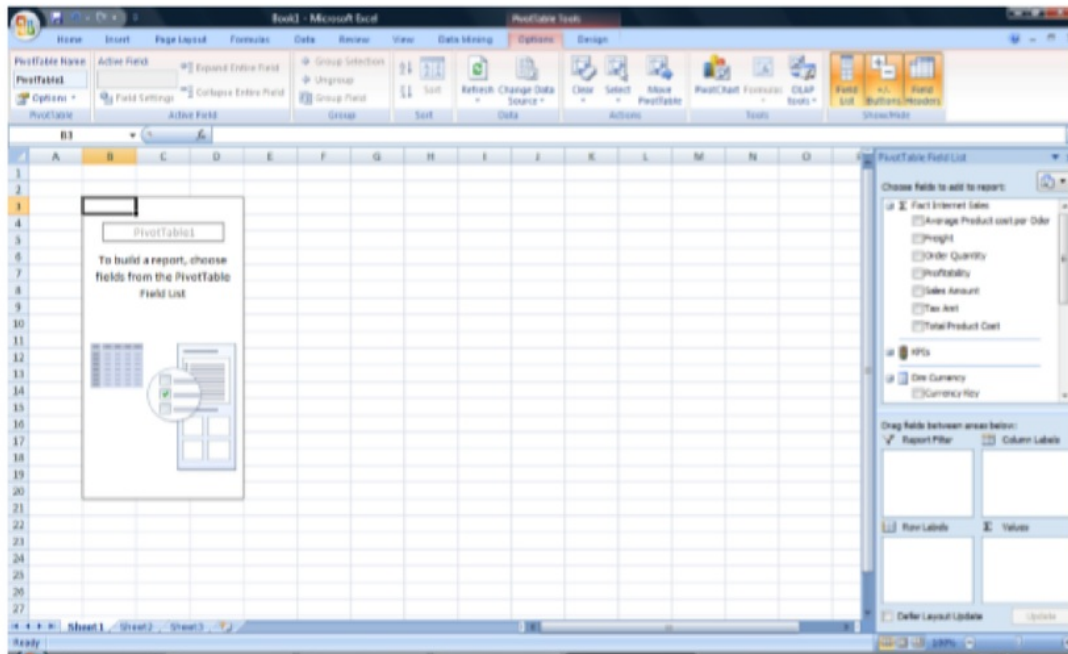 Book1 - Microsoft Excel
PivotTable Tools
Home Insert Page Layout Formulas Data Review View Data Mining Options Design
PivotTable Name
PivotTable1
Options
PivotTable
Active Field
Field Settings
Expand Entire Field
Collapse Entire Field
Active Field
Group Selection
Ungroup
Group Field
Group
Sort
Sort
Refresh
Change Data Source
Data
Clear
Select
Move PivotTable
Actions
PivotChart
Formulas
OLAP tools
Tools
Field List
+/- Buttons
Field Headers
Show/Hide
B3
fx
A B C D E F G H I J K L M N O
1
2
3
4
5
6
7
8
9
10
11
12
13
14
15
16
17
18
19
20
21
22
23
24
25
26
27
PivotTable1
To build a report, choose
fields from the PivotTable
Field List
PivotTable Field List
Choose fields to add to report:
Σ Fact Internet Sales
Average Product cost per Oder
Freight
Order Quantity
Profitability
Sales Amount
Tax Amt
Total Product Cost
KPIs
Dim Currency
Currency Key
Drag fields between areas below:
Report Filter
Column Labels
Row Labels
Σ Values
Defer Layout Update
Update
Sheet1 Sheet2 Sheet3
Ready
100%